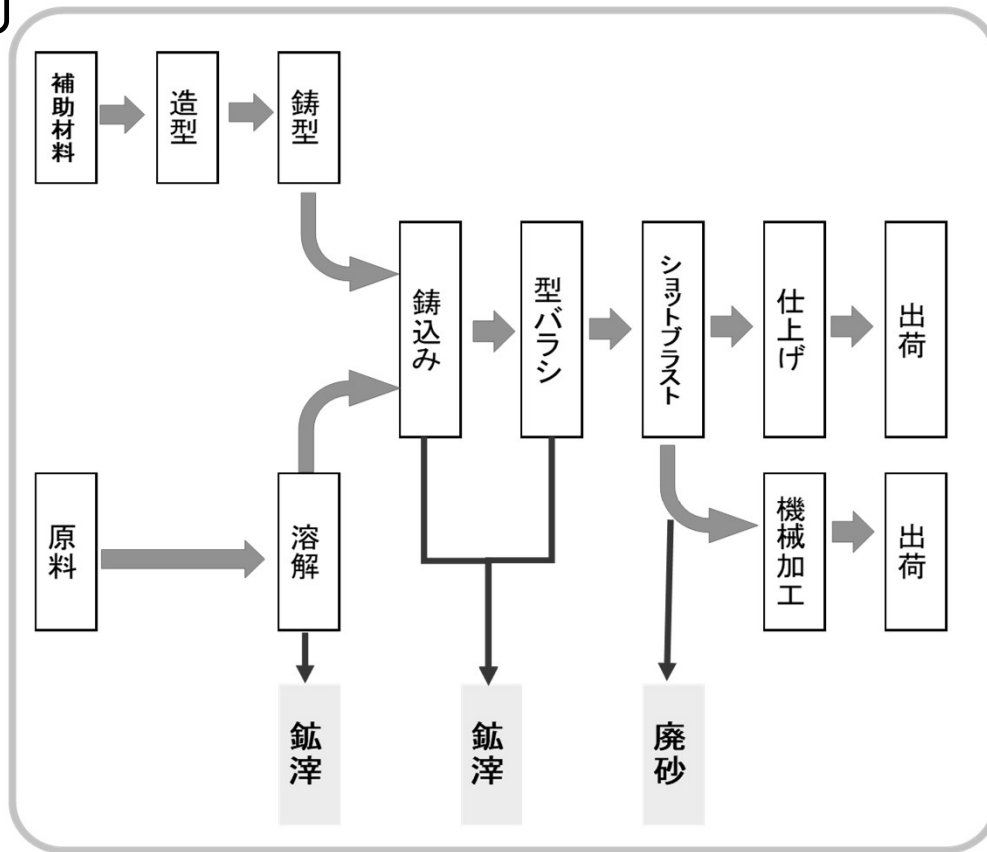 補助材料
造型
鋳型
鋳込み
型バラシ
ショットブラスト
仕上げ
出荷
原料
溶解
機械加工
出荷
鉱滓
鉱滓
廃砂